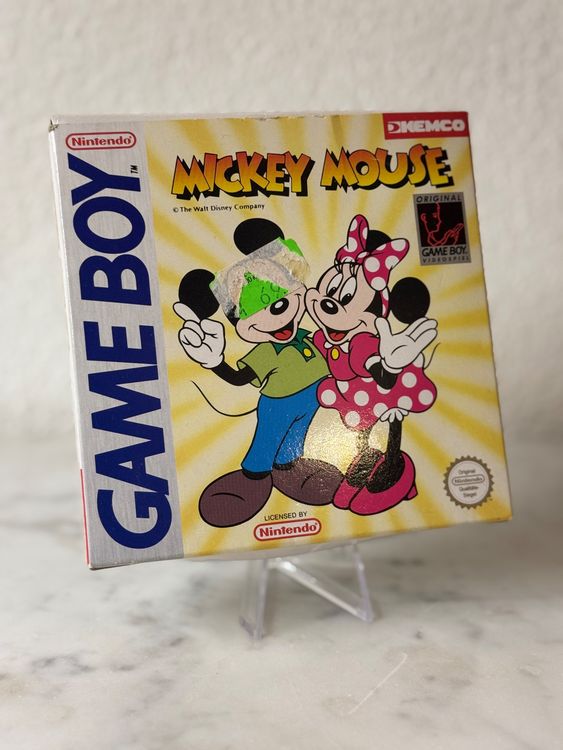 Nintendo
GAME BOY™
KEMCO
MICKEY MOUSE
© The Walt Disney Company
ORIGINAL
GAME BOY
VIDEOSPIEL
69
Original
Nintendo
Qualitäts-
Siegel
LICENSED BY
Nintendo